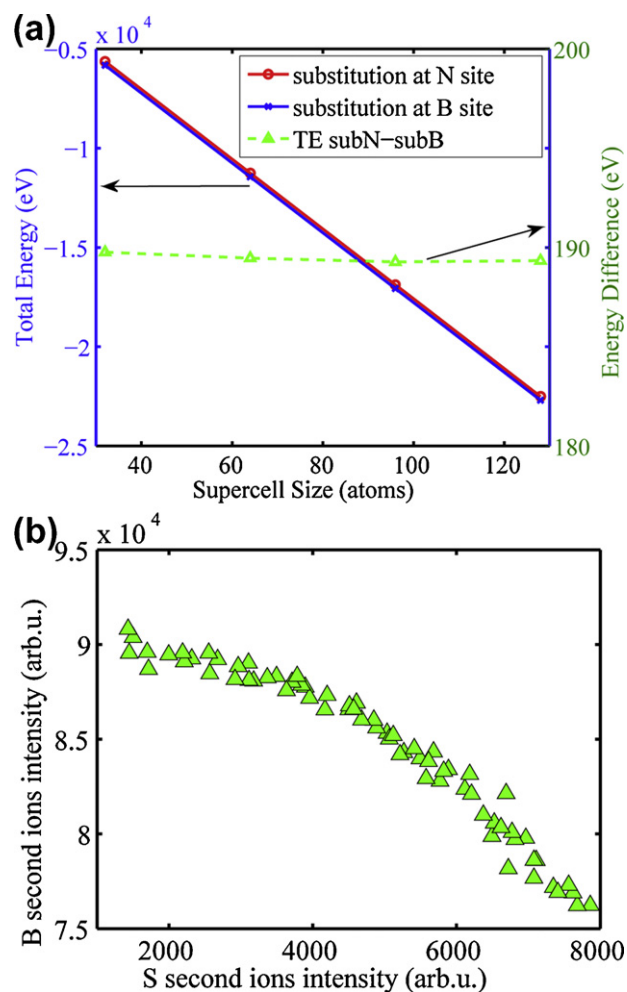 (a)
x 10 4
−0.5
−1
−1.5
−2
−2.5
Total Energy (eV)
substitution at N site
substitution at B site
TE subN−subB
200
190
180
Energy Difference (eV)
40
60
80
100
120
Supercell Size (atoms)
(b)
x 10 4
9.5
9
8.5
8
7.5
B second ions intensity (arb.u.)
2000
4000
6000
8000
S second ions intensity (arb.u.)